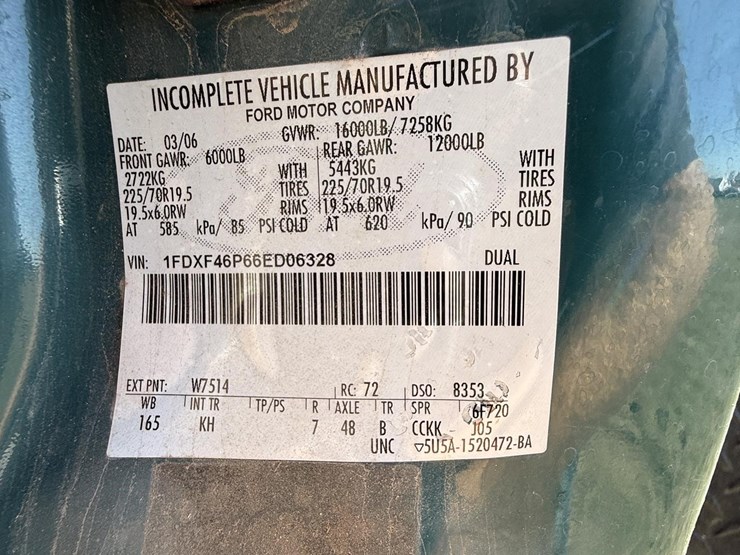 INCOMPLETE VEHICLE MANUFACTURED BY
FORD MOTOR COMPANY
DATE: 03/06 GVWR: 16000LB/7258KG
FRONT GAWR: 6000LB REAR GAWR: 12000LB
2722KG WITH 5443KG WITH
225/70R19.5 TIRES 225/70R19.5 TIRES
19.5x6.0RW RIMS 19.5x6.0RW RIMS
AT 585 kPa/ 85 PSI COLD AT 620 kPa/ 90 PSI COLD
VIN: 1FDXF46P66ED06328 DUAL
EXT PNT: W7514 RC: 72 DSO: 8353
WB INT TR TP/PS R AXLE TR SPR 6F720
165 KH 7 48 B CCKK - J05
UNC ▽5U5A-1520472-BA